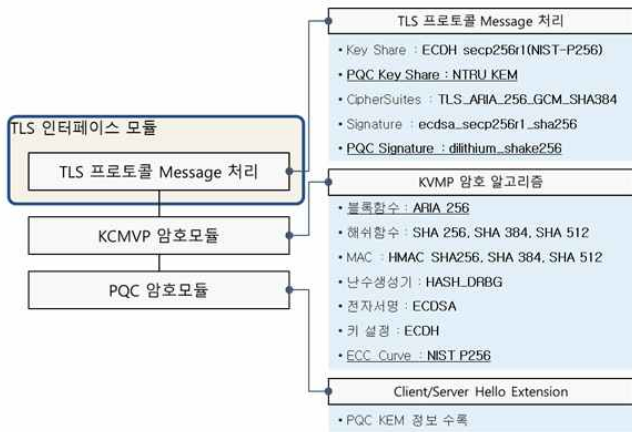 TLS 프로토콜 Message 처리
• Key Share : ECDH secp256r1(NIST-P256)
• PQC Key Share : NTRU KEM
• CipherSuites : TLS_ARIA_256_GCM_SHA384
• Signature : ecdsa_secp256r1_sha256
• PQC Signature : dilithium_shake256
TLS 인터페이스 모듈
TLS 프로토콜 Message 처리
KCMVP 암호모듈
PQC 암호모듈
KVMP 암호 알고리즘
• 블록함수 : ARIA 256
• 해쉬함수 : SHA 256, SHA 384, SHA 512
• MAC : HMAC SHA256, SHA 384, SHA 512
• 난수생성기 : HASH_DRBG
• 전자서명 : ECDSA
• 키 설정 : ECDH
• ECC Curve : NIST P256
Client/Server Hello Extension
• PQC KEM 정보 수록